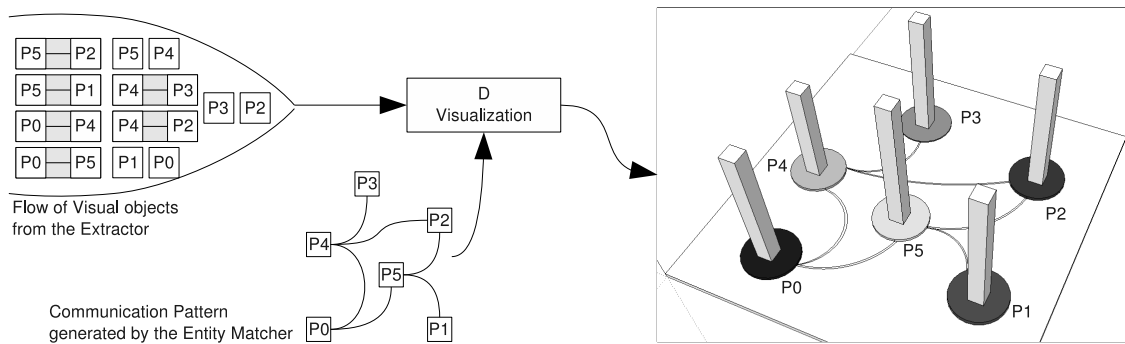 P5 P2 P5 P4
P5 P1 P4 P3
P3 P2
P0 P4 P4 P2
P0 P5 P1 P0
Flow of Visual objects
from the Extractor
D
Visualization
P3
P2
P4
P5
P0
P1
Communication Pattern
generated by the Entity Matcher
P3
P4
P2
P5
P0
P1